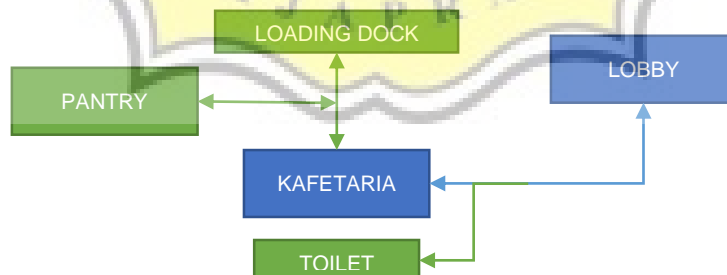 J A P R
LOADING DOCK
LOBBY
PANTRY
KAFETARIA
TOILET